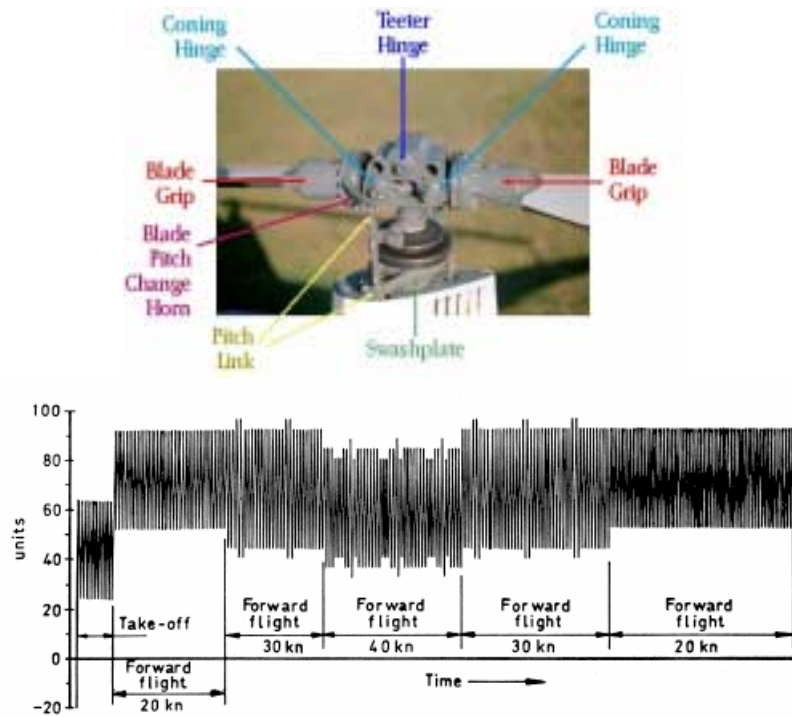 Coning
Hinge
Teeter
Hinge
Coning
Hinge
Blade
Grip
Blade
Grip
Blade
Pitch
Change
Horn
Pitch
Link
Swashplate
100
80
60
40
20
0
-20
units
Take-off
Forward
flight
20 kn
Forward
flight
30 kn
Forward
flight
40 kn
Forward
flight
30 kn
Forward
flight
20 kn
Time